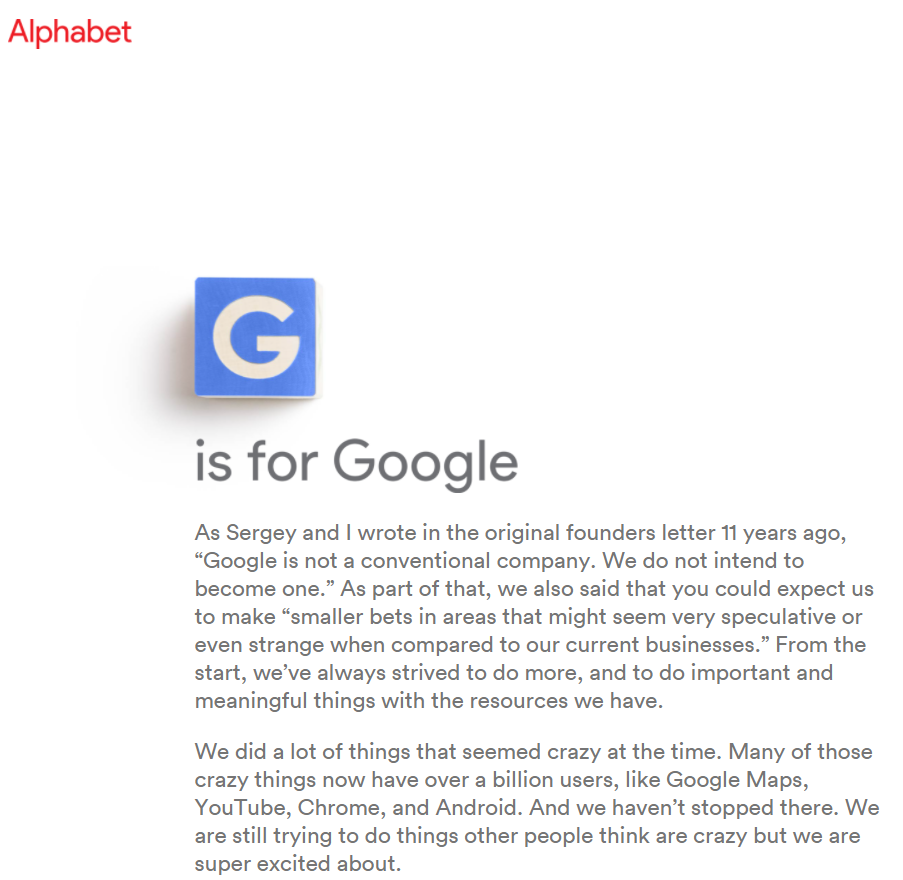 Alphabet
G
is for Google
As Sergey and I wrote in the original founders letter 11 years ago,
“Google is not a conventional company. We do not intend to
become one.” As part of that, we also said that you could expect us
to make “smaller bets in areas that might seem very speculative or
even strange when compared to our current businesses.” From the
start, we’ve always strived to do more, and to do important and
meaningful things with the resources we have.
We did a lot of things that seemed crazy at the time. Many of those
crazy things now have over a billion users, like Google Maps,
YouTube, Chrome, and Android. And we haven’t stopped there. We
are still trying to do things other people think are crazy but we are
super excited about.